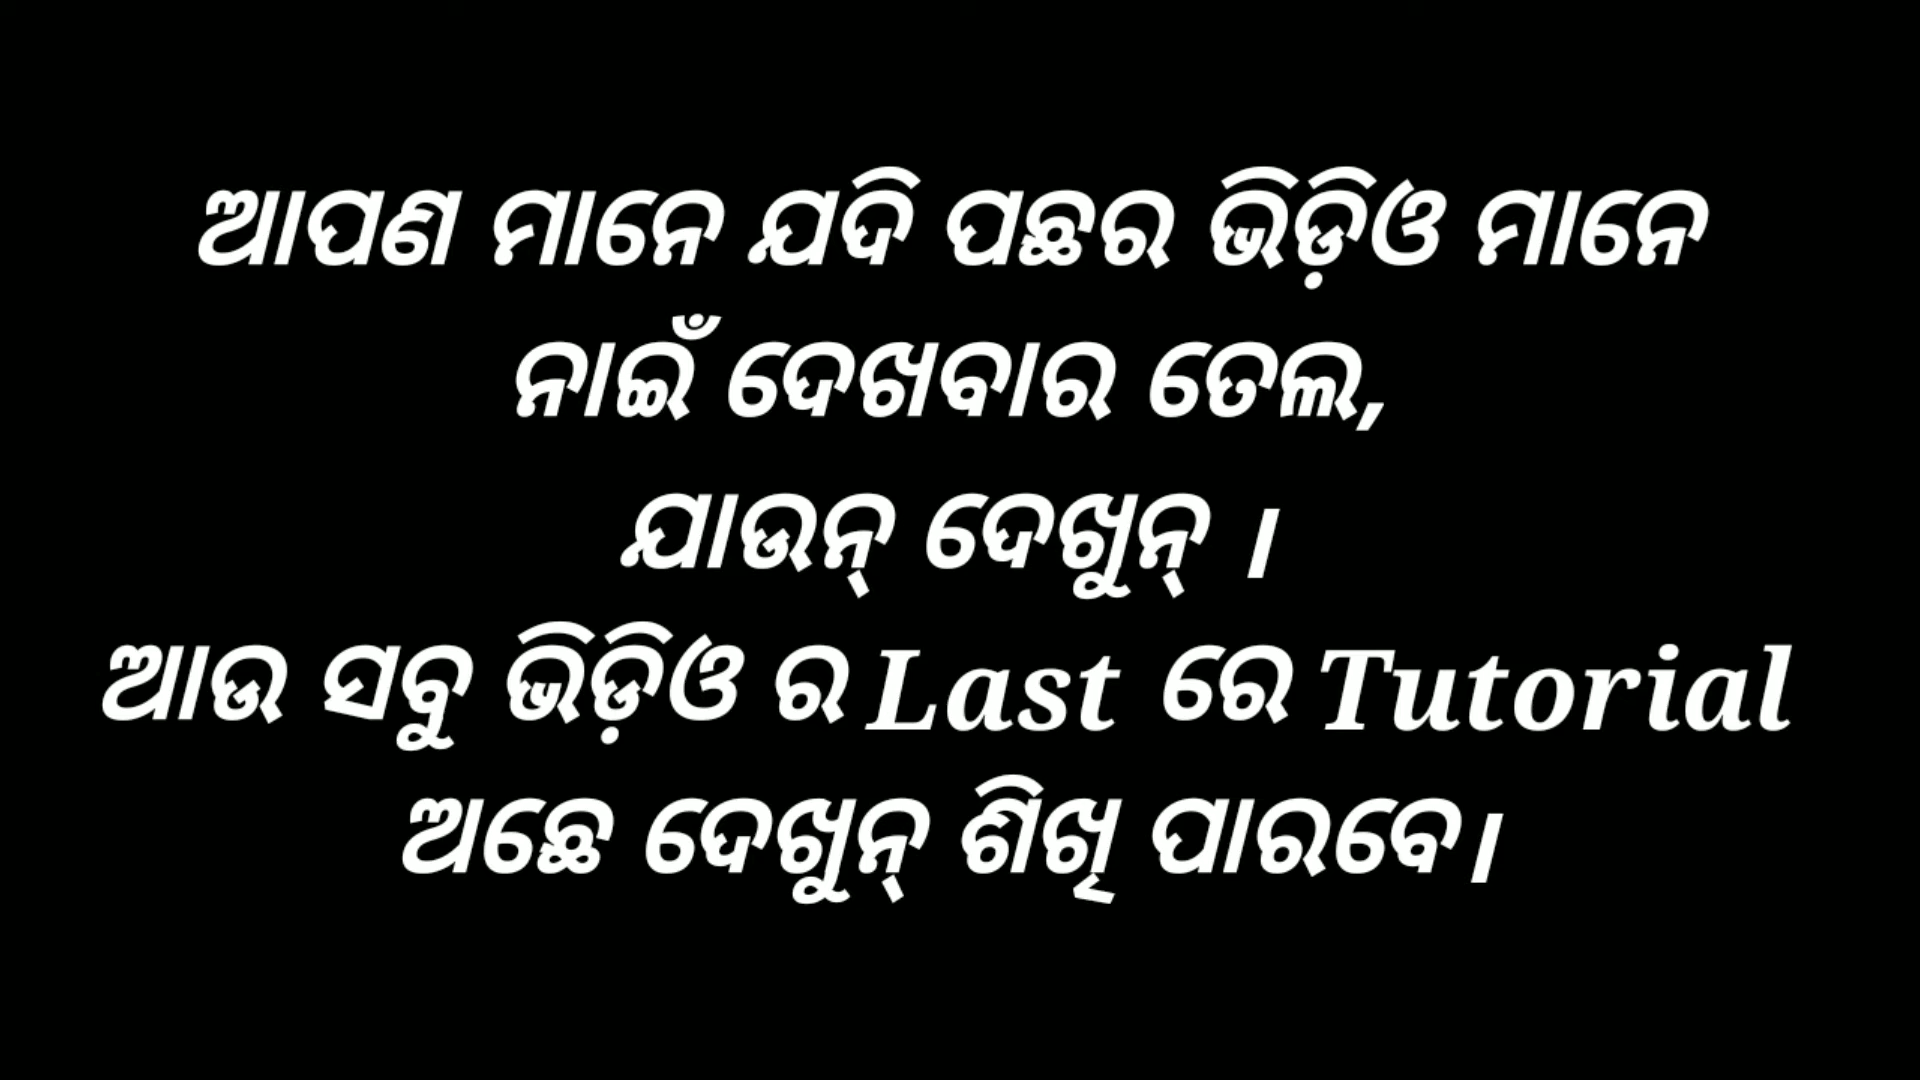 ଆପଣ ମାନେ ଯଦି ପଛର ଭିଡ଼ିଓ ମାନେ
ନାଇଁ ଦେଖବାର ତେଲ,
ଯାଉନ୍ ଦେଖୁନ୍ ।
ଆଉ ସବୁ ଭିଡ଼ିଓ ର Last ରେ Tutorial
ଅଛେ ଦେଖୁନ୍ ଶିଖି ପାରବେ।